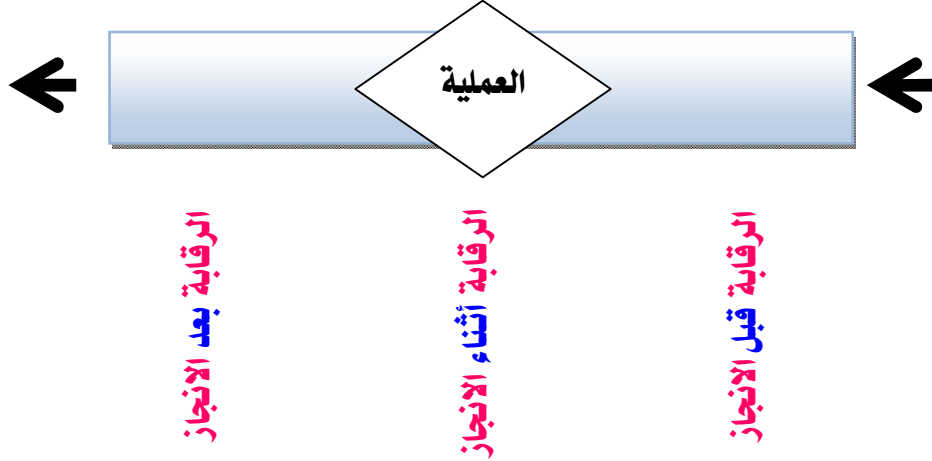 العملية
الرقابة قبل الانجاز
الرقابة أثناء الانجاز
الرقابة بعد الانجاز